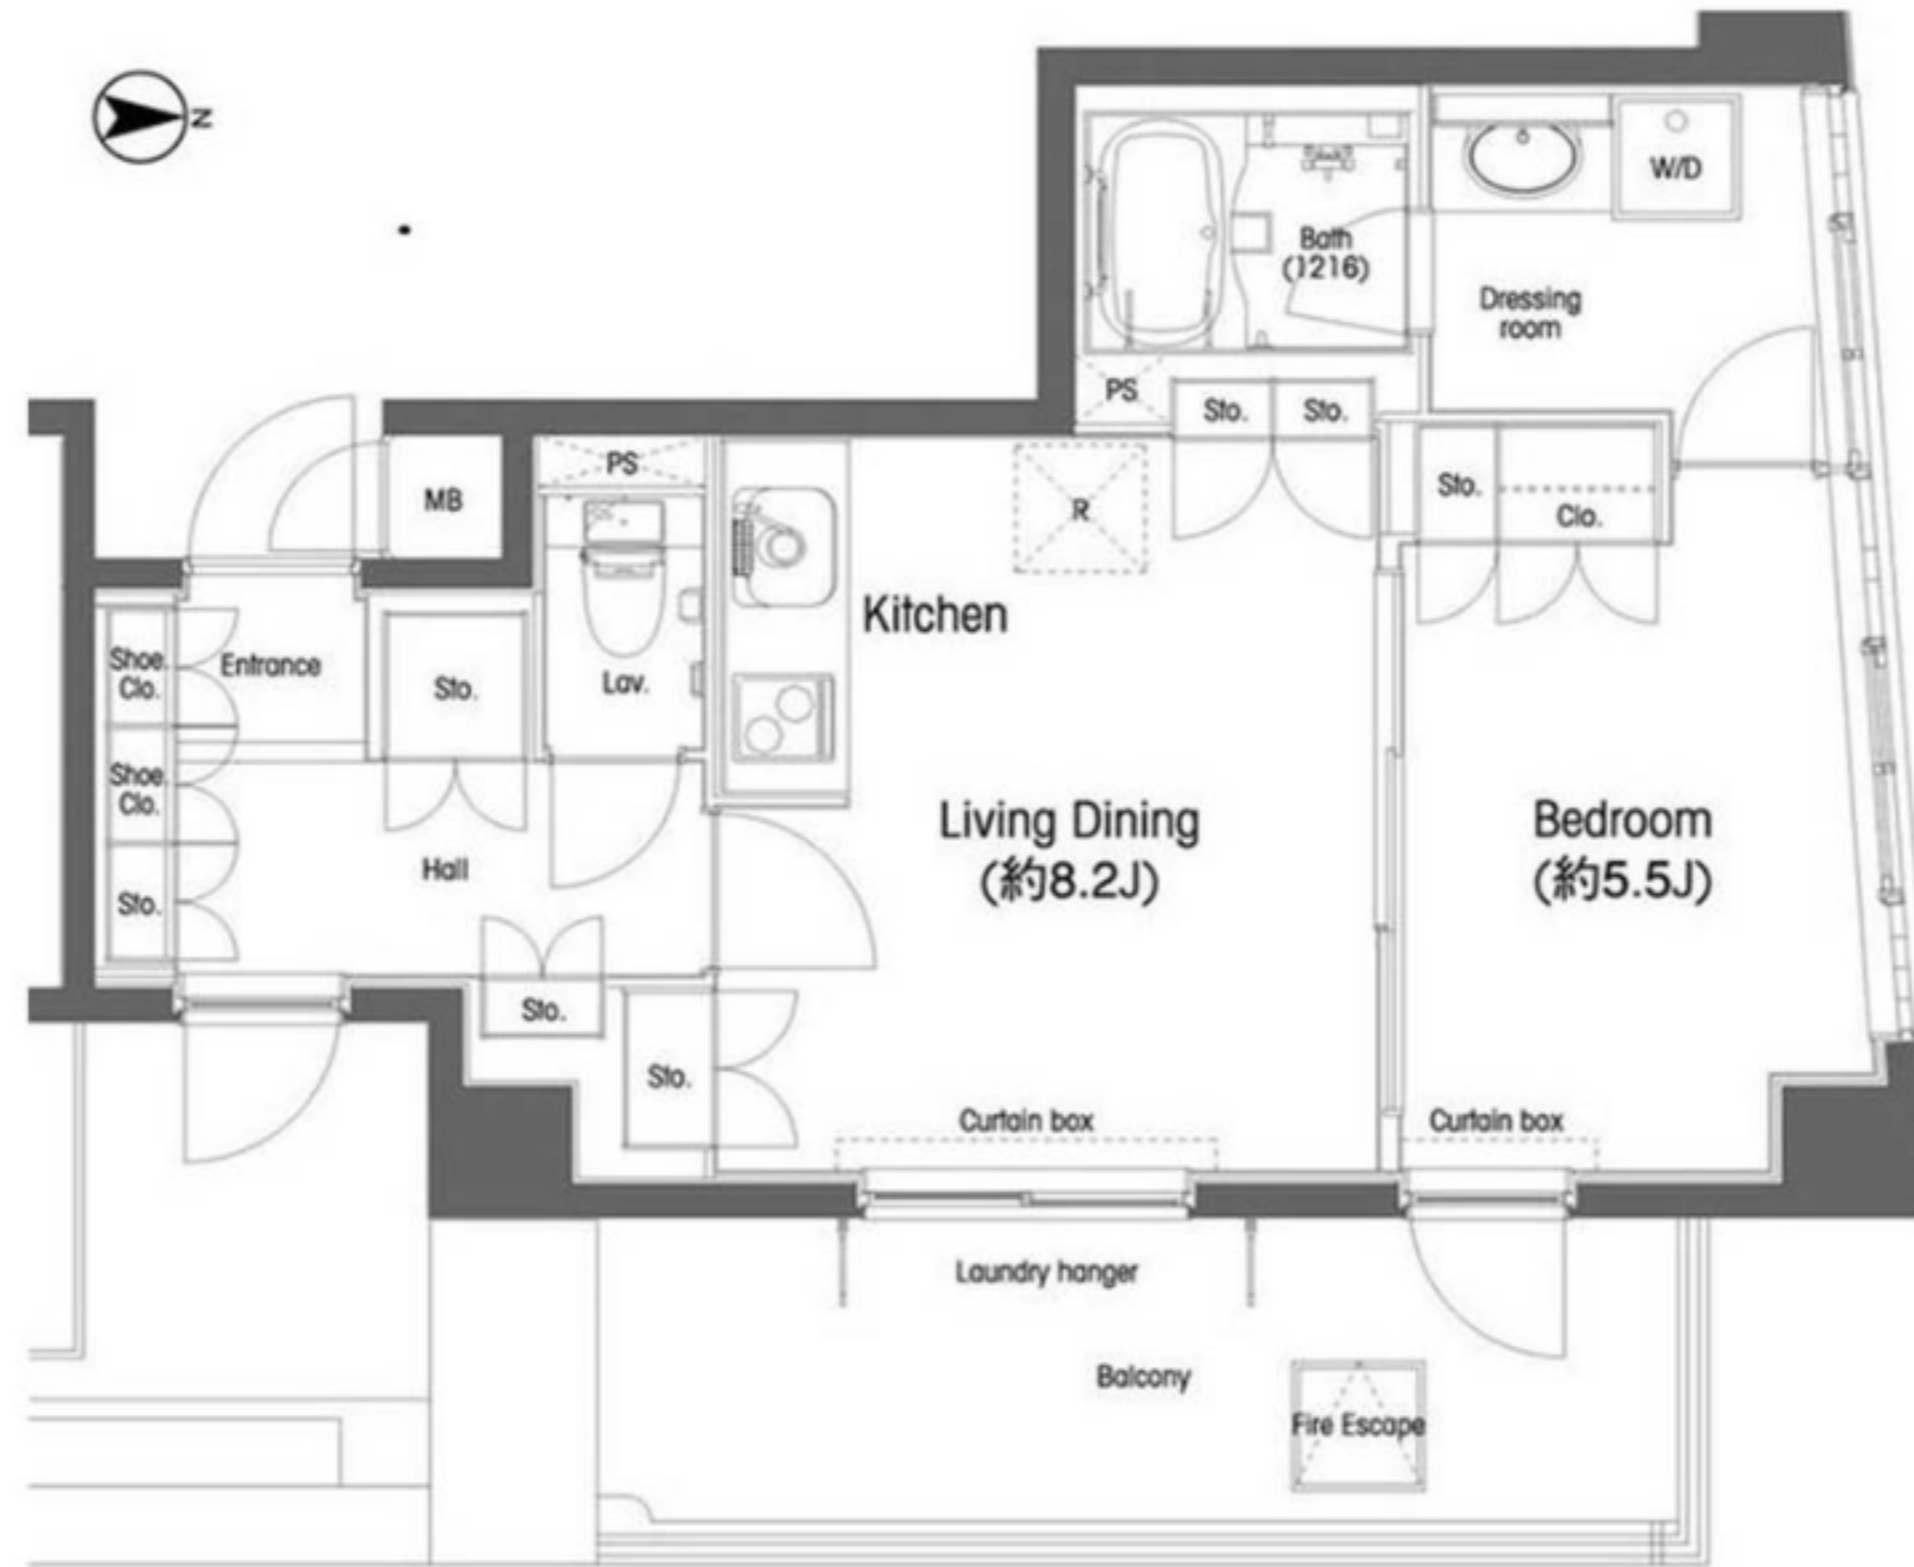 N
W/D
Bath
(1216)
Dressing
room
PS
Sto.
Sto.
PS
MB
R
Sto.
Clo.
Kitchen
Shoe.
Clo.
Entrance
Sto.
Lav.
Shoe.
Clo.
Living Dining
(約8.2J)
Bedroom
(約5.5J)
Hall
Sto.
Sto.
Sto.
Curtain box
Curtain box
Laundry hanger
Balcony
Fire Escape